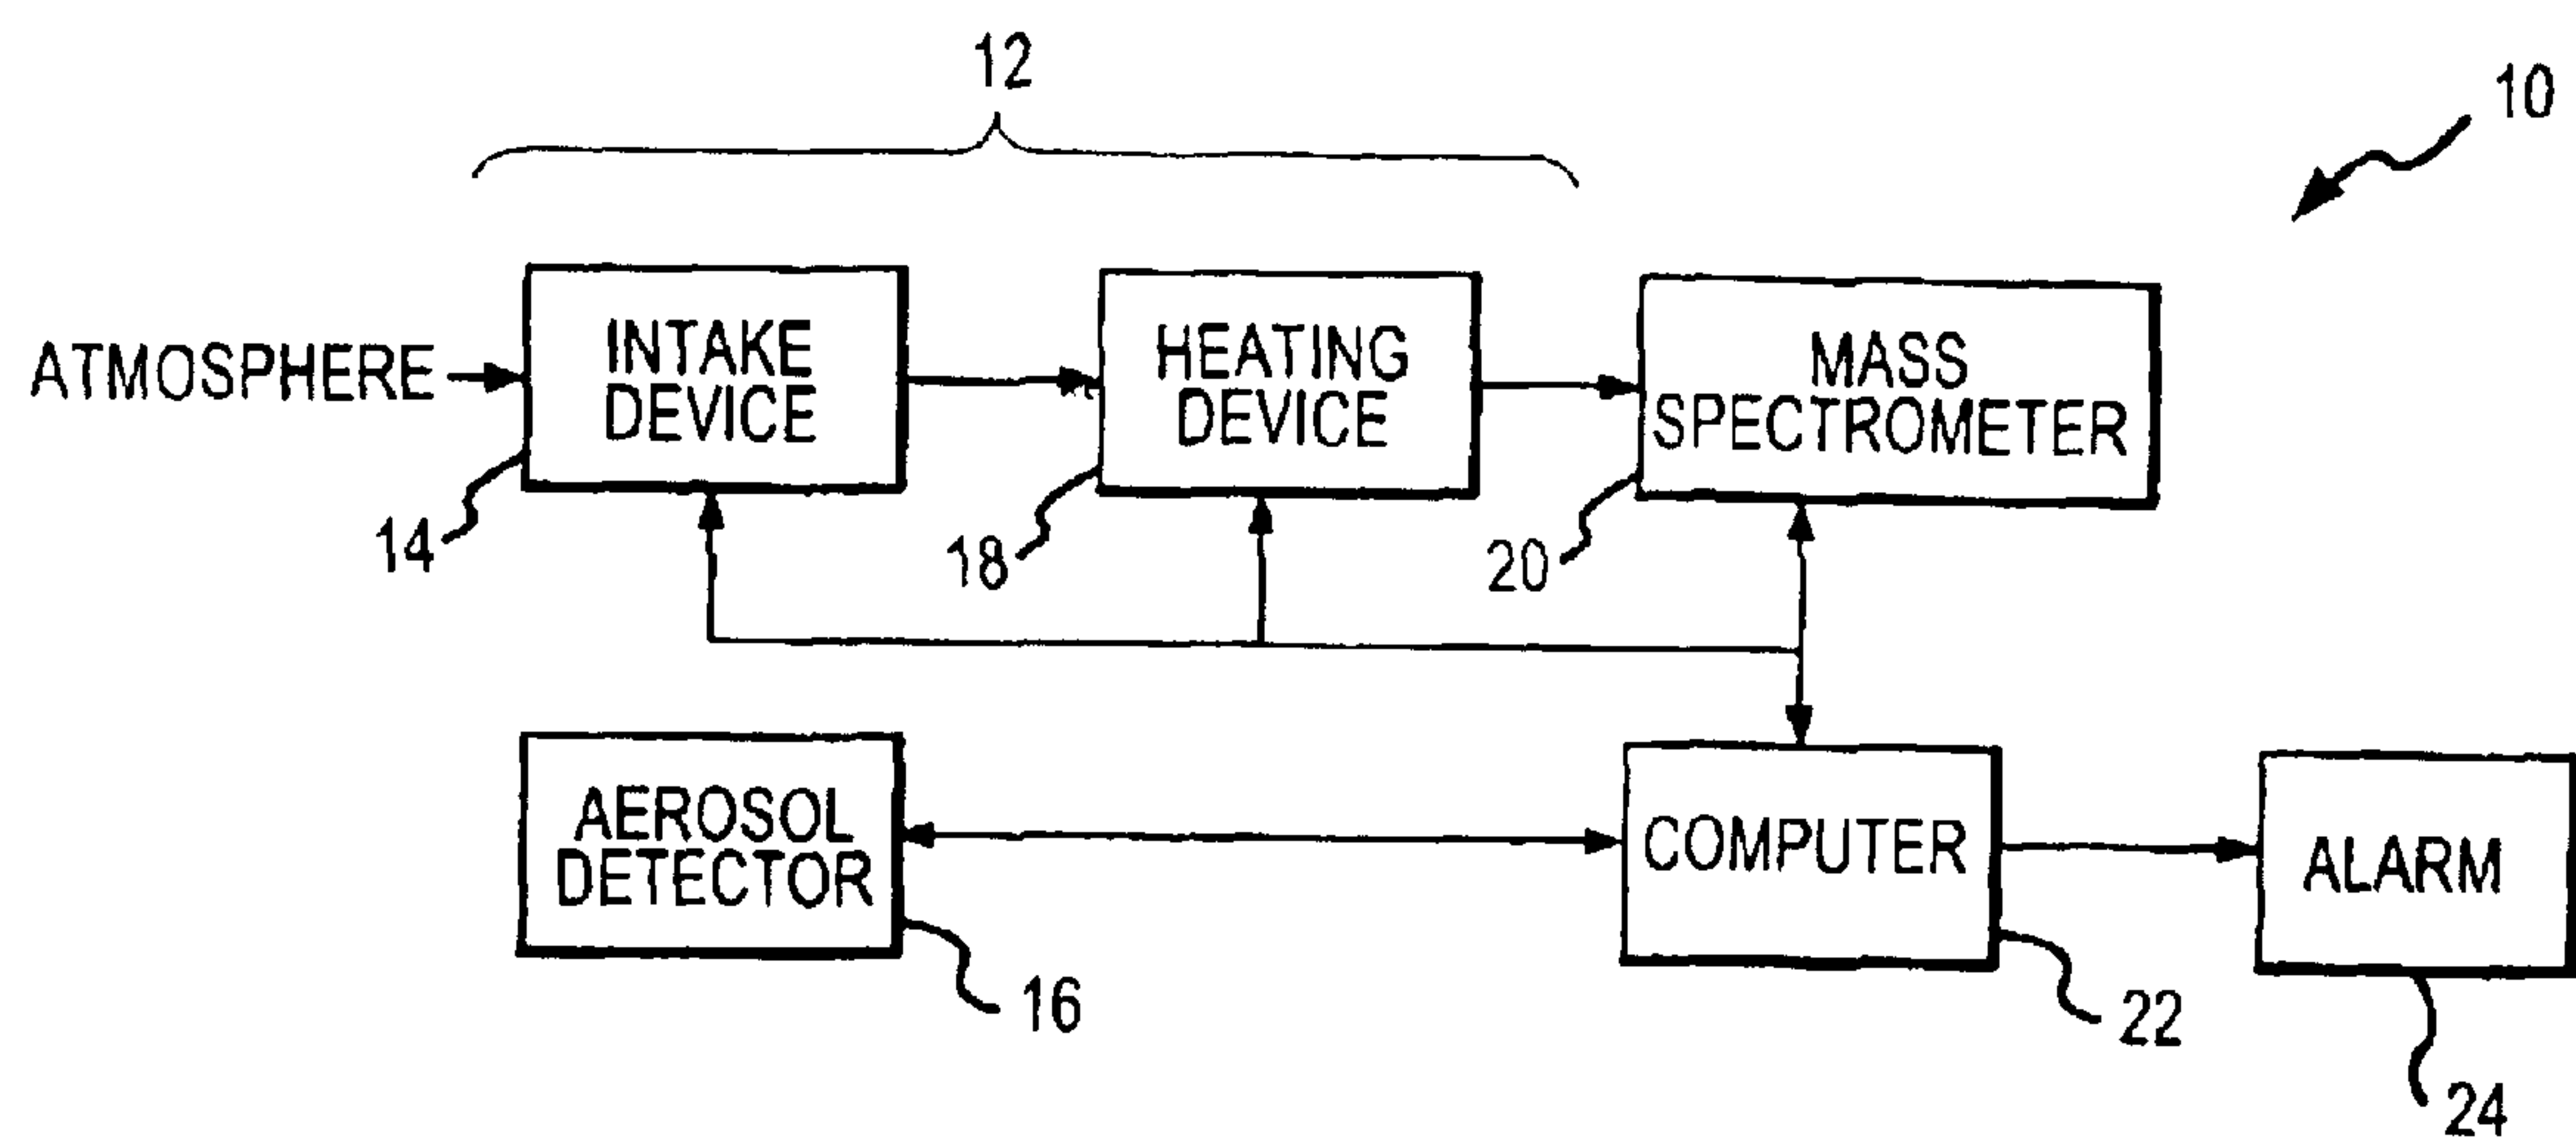 12
10
ATMOSPHERE
INTAKE
DEVICE
HEATING
DEVICE
MASS
SPECTROMETER
14
18
20
AEROSOL
DETECTOR
COMPUTER
ALARM
16
22
24